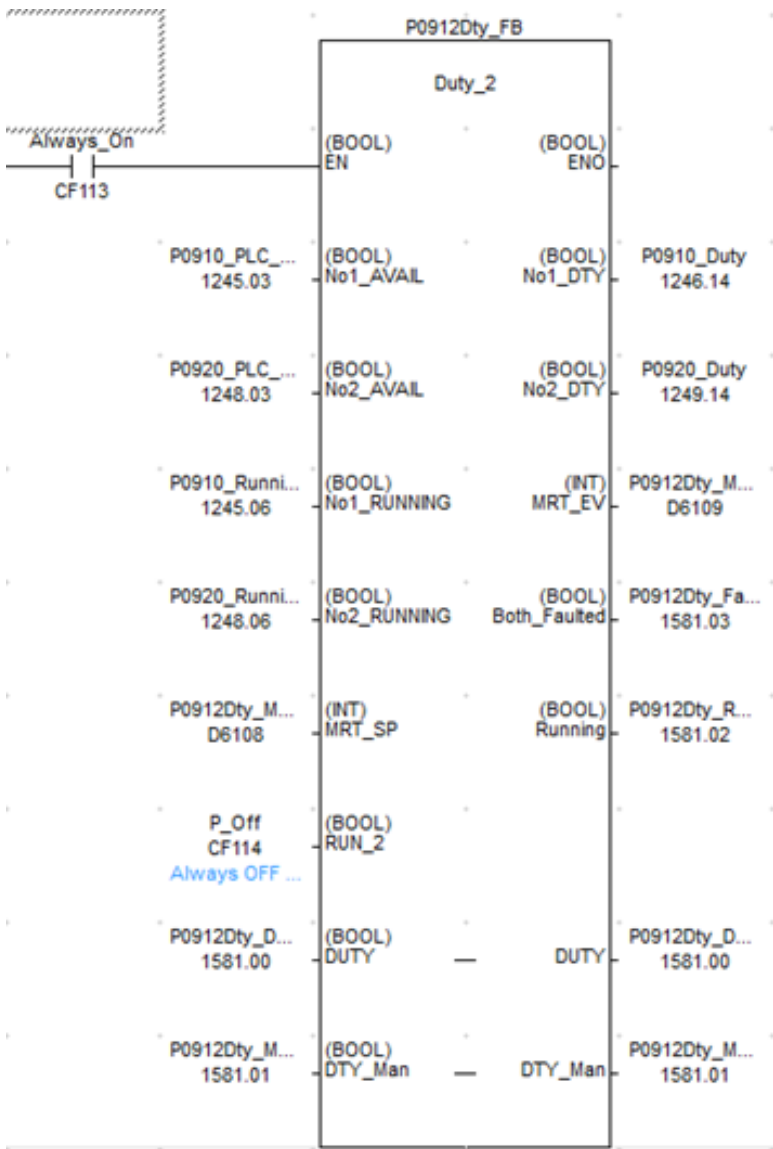 P0912Dty_FB
Duty_2
Always_On
CF113
(BOOL)
EN
(BOOL)
ENO
P0910_PLC_...
1245.03
(BOOL)
No1_AVAIL
(BOOL)
No1_DTY
P0910_Duty
1246.14
P0920_PLC_...
1248.03
(BOOL)
No2_AVAIL
(BOOL)
No2_DTY
P0920_Duty
1249.14
P0910_Runni...
1245.06
(BOOL)
No1_RUNNING
(INT)
MRT_EV
P0912Dty_M...
D6109
P0920_Runni...
1248.06
(BOOL)
No2_RUNNING
(BOOL)
Both_Faulted
P0912Dty_Fa...
1581.03
P0912Dty_M...
D6108
(INT)
MRT_SP
(BOOL)
Running
P0912Dty_R...
1581.02
P_Off
CF114
Always OFF ...
(BOOL)
RUN_2
P0912Dty_D...
1581.00
(BOOL)
DUTY — DUTY
P0912Dty_D...
1581.00
P0912Dty_M...
1581.01
(BOOL)
DTY_Man — DTY_Man
P0912Dty_M...
1581.01